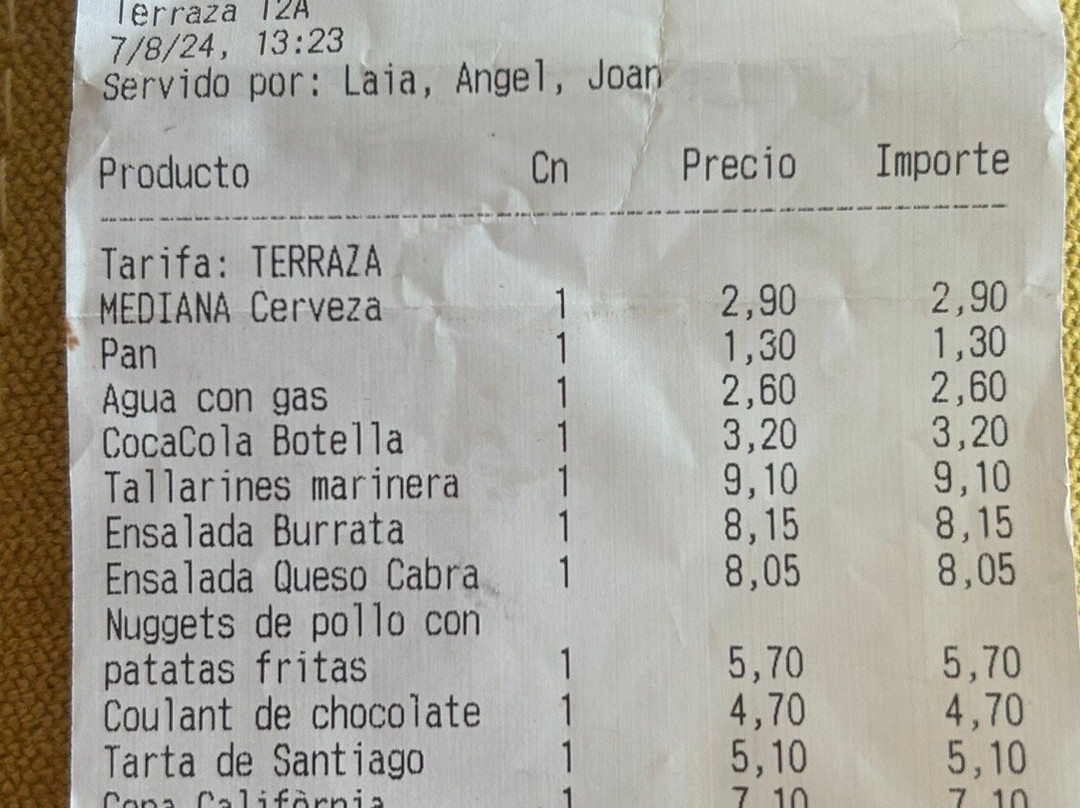 Terraza T2A
7/8/24, 13:23
Servido por: Laia, Angel, Joan
Producto Cn Precio Importe
Tarifa: TERRAZA
MEDIANA Cerveza 1 2,90 2,90
Pan 1 1,30 1,30
Agua con gas 1 2,60 2,60
CocaCola Botella 1 3,20 3,20
Tallarines marinera 1 9,10 9,10
Ensalada Burrata 1 8,15 8,15
Ensalada Queso Cabra 1 8,05 8,05
Nuggets de pollo con
patatas fritas 1 5,70 5,70
Coulant de chocolate 1 4,70 4,70
Tarta de Santiago 1 5,10 5,10
Copa Califòrnia 1 7,10 7,10